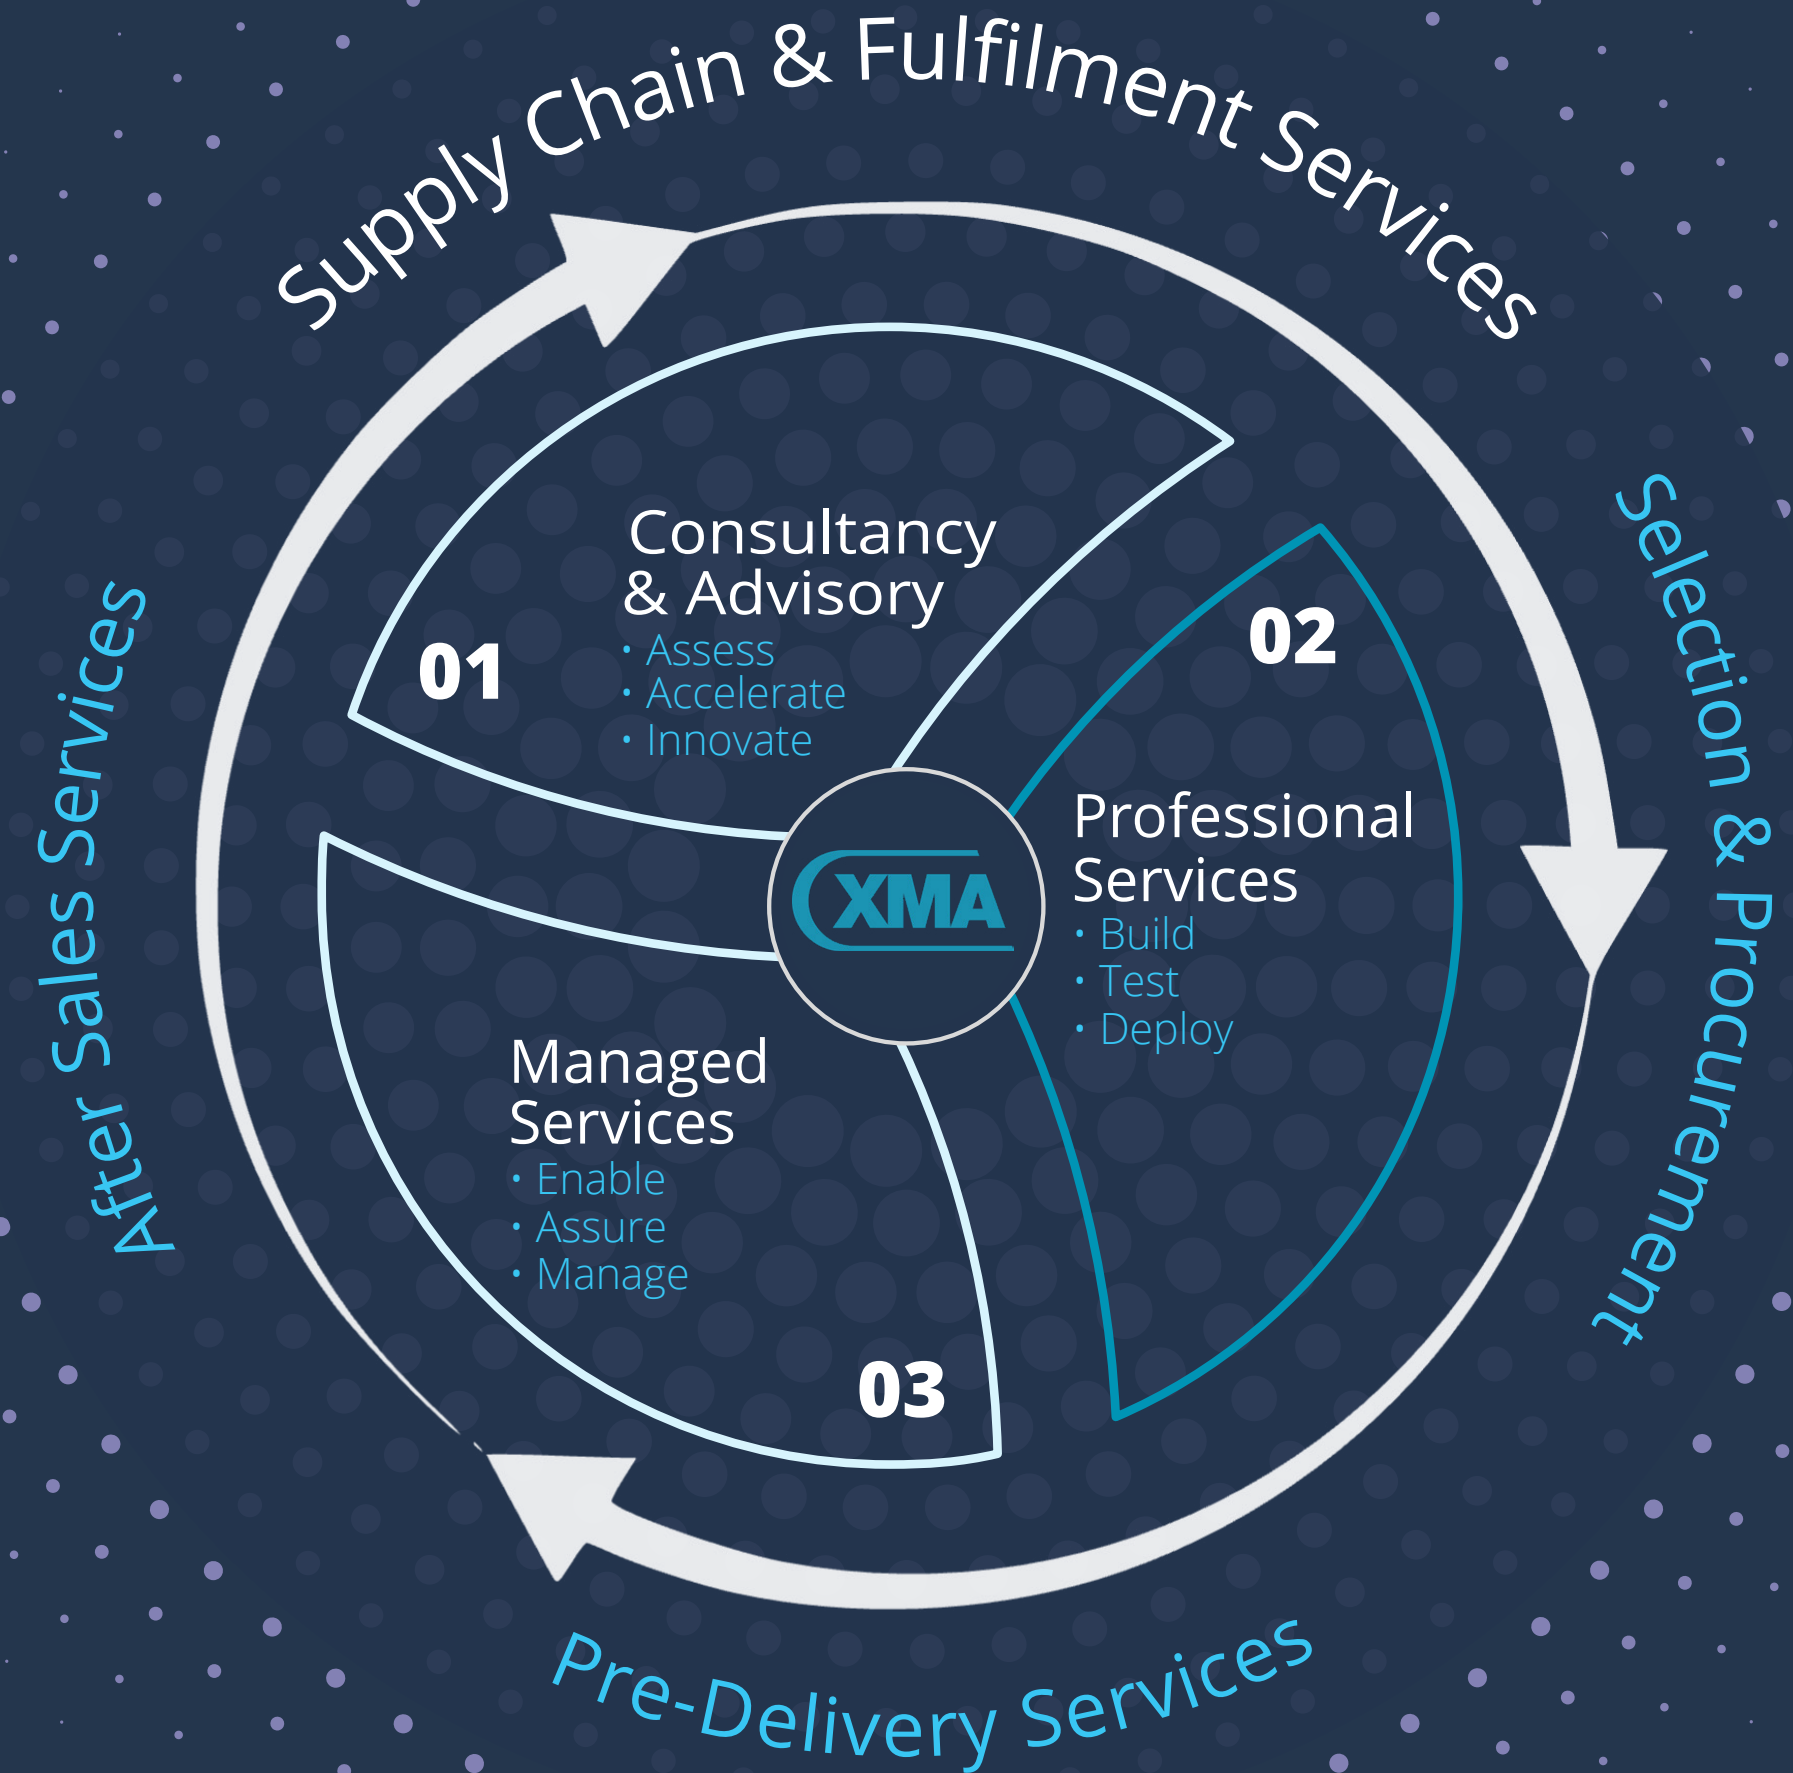 Supply Chain & Fulfilment Services
Selection & Procurement
Pre-Delivery Services
After Sales Services
01
Consultancy
& Advisory
• Assess
• Accelerate
• Innovate
02
Professional
Services
• Build
• Test
• Deploy
03
Managed
Services
• Enable
• Assure
• Manage
XMA